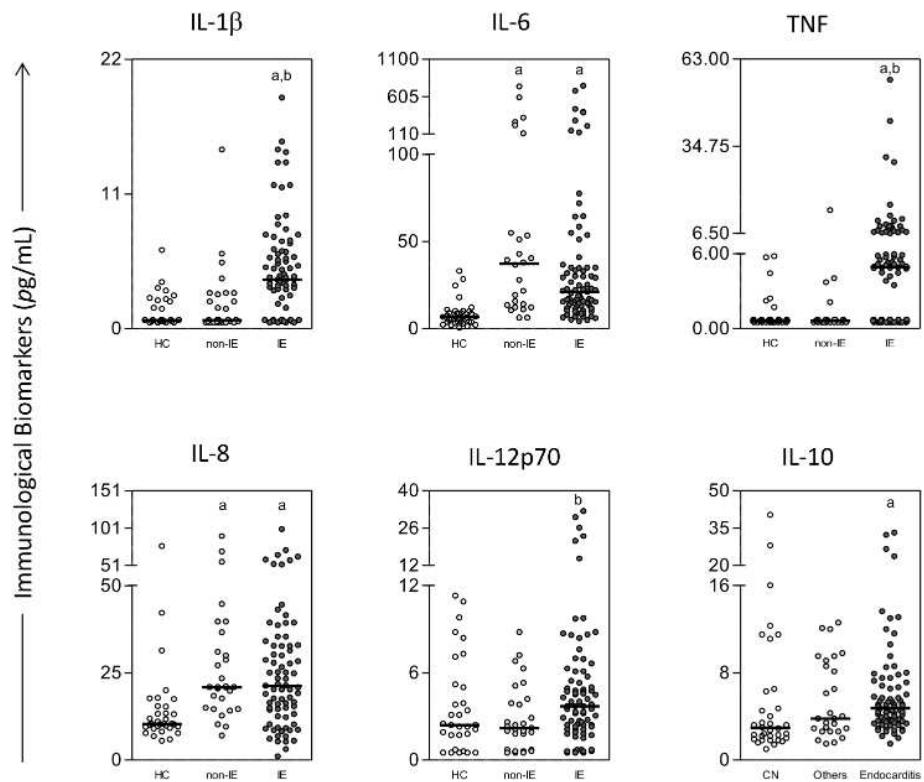 Immunological Biomarkers (pg/mL)
IL-1β
22
11
0
a,b
HC non-IE IE
IL-6
1100
605
110
100
50
0
a a
HC non-IE IE
TNF
63.00
34.75
6.50
6.00
0.00
a,b
HC non-IE IE
IL-8
151
101
51
50
25
0
a a
HC non-IE IE
IL-12p70
40
26
12
12
6
0
b
HC non-IE IE
IL-10
50
35
20
16
8
0
a
CN Others Endocarditis